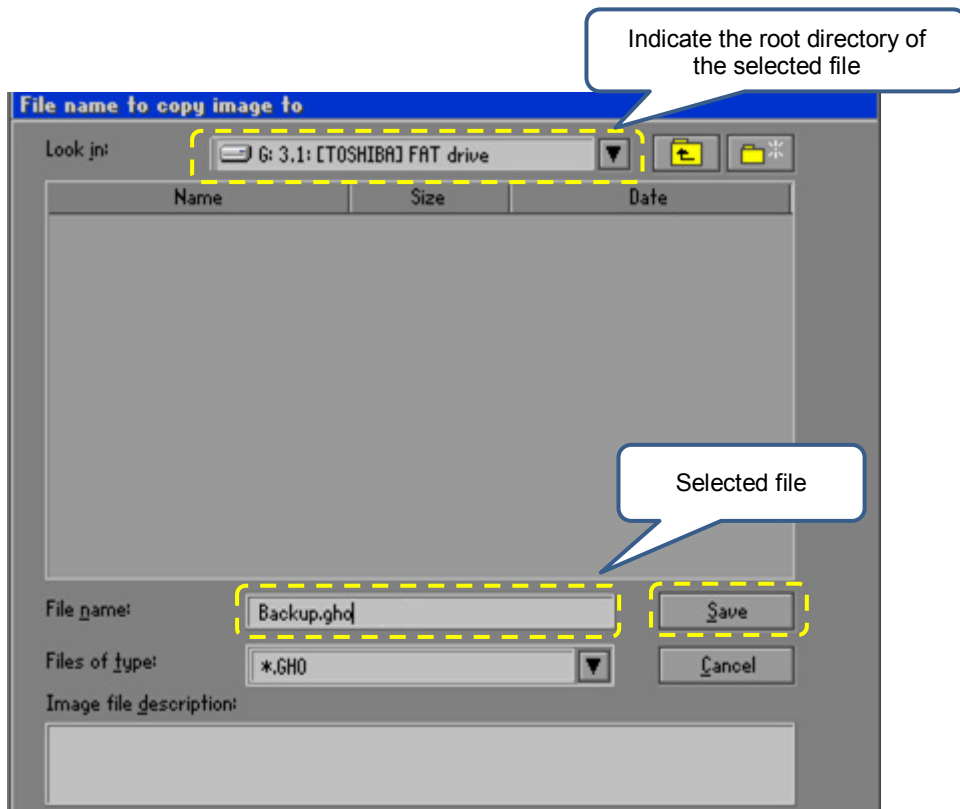 Indicate the root directory of
the selected file
File name to copy image to
Look in:
G: 3.1: [TOSHIBA] FAT drive
Name Size Date
Selected file
File name:
Backup.gho
Save
Files of type:
*.GHO
Cancel
Image file description: